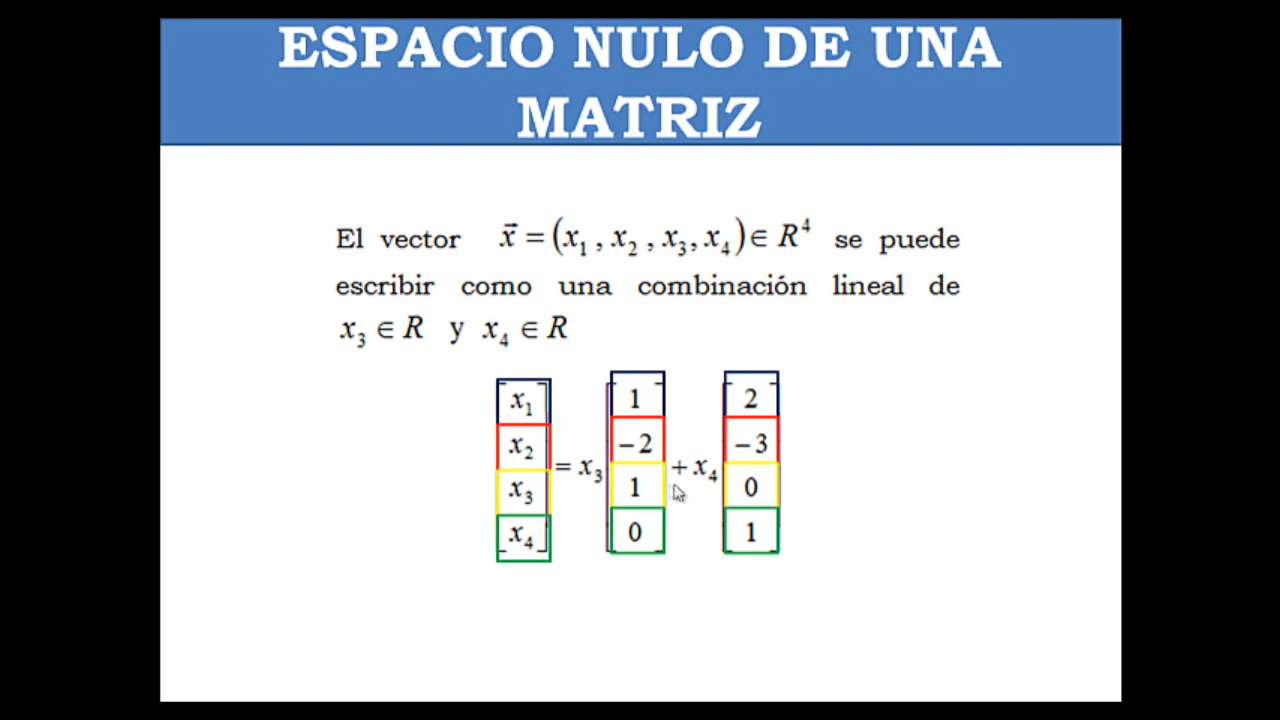 ESPACIO NULO DE UNA
MATRIZ
El vector x⃗ = (x₁ , x₂ , x₃, x₄) ∈ R⁴ se puede
escribir como una combinación lineal de
x₃ ∈ R y x₄ ∈ R
[x₁ x₂ x₃ x₄] = x₃ [1 −2 1 0] + x₄ [2 −3 0 1]